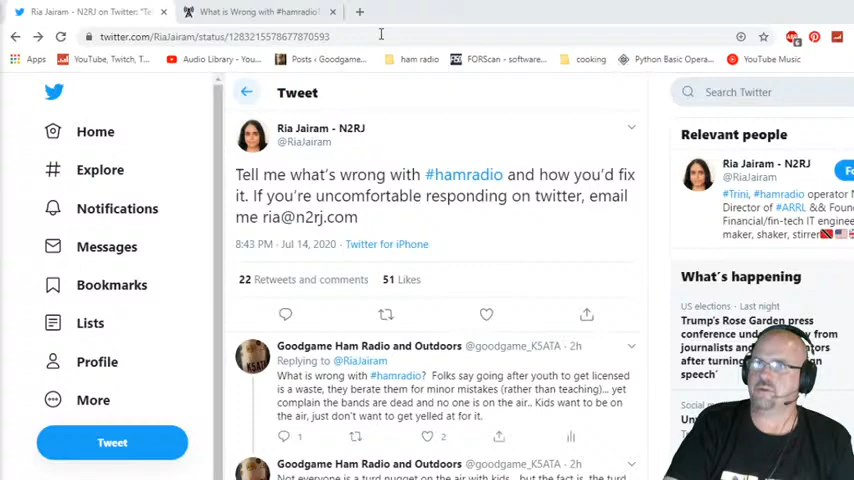 Ria Jairam - N2RJ on Twitter: "Te
What is Wrong with #hamradio?
twitter.com/RiaJairam/status/1283215578677870593
Apps
YouTube, Twitch, T...
Audio Library - You...
Posts ‹ Goodgame...
ham radio
FORScan - software...
cooking
Python Basic Opera...
YouTube Music
Home
Explore
Notifications
Messages
Bookmarks
Lists
Profile
More
Tweet
Tweet
Ria Jairam - N2RJ
@RiaJairam
Tell me what's wrong with #hamradio and how you'd fix
it. If you're uncomfortable responding on twitter, email
me ria@n2rj.com
8:43 PM · Jul 14, 2020 · Twitter for iPhone
22 Retweets and comments 51 Likes
Goodgame Ham Radio and Outdoors @goodgame_K5ATA · 2h
Replying to @RiaJairam
What is wrong with #hamradio? Folks say going after youth to get licensed
is a waste, they berate them for minor mistakes (rather than teaching)... yet
complain the bands are dead and no one is on the air.. Kids want to be on
the air, just don't want to get yelled at for it.
1
2
Goodgame Ham Radio and Outdoors @goodgame_K5ATA · 2h
Not everyone is a turd nugget on the air with kids... but the fact is, the turd
Search Twitter
Relevant people
Ria Jairam - N2RJ
@RiaJairam
Fo
#Trini, #hamradio operator N
Director of #ARRL && Foun
Financial/fin-tech IT enginee
maker, shaker, stirrer
What's happening
US elections · Last night
Trump's Rose Garden press
conference under
from
journalists and
ators
after turning
speech'
Social m